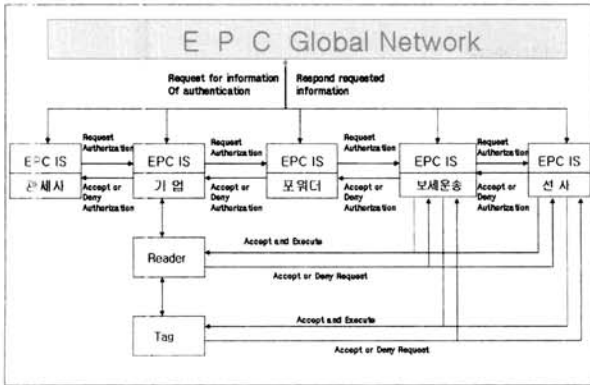 E P C Global Network
Request for information
Of authentication
Respond requested
information
Request
Authorization
Request
Authorization
Request
Authorization
Request
Authorization
EPC IS
EPC IS
EPC IS
EPC IS
EPC IS
관세사
기 업
포워더
보세운송
선 사
Accept or
Deny
Authorization
Accept or
Deny
Authorization
Accept or
Deny
Authorization
Accept or
Deny
Authorization
Accept and Execute
Reader
Accept or Deny Request
Accept and Execute
Tag
Accept or Deny Request